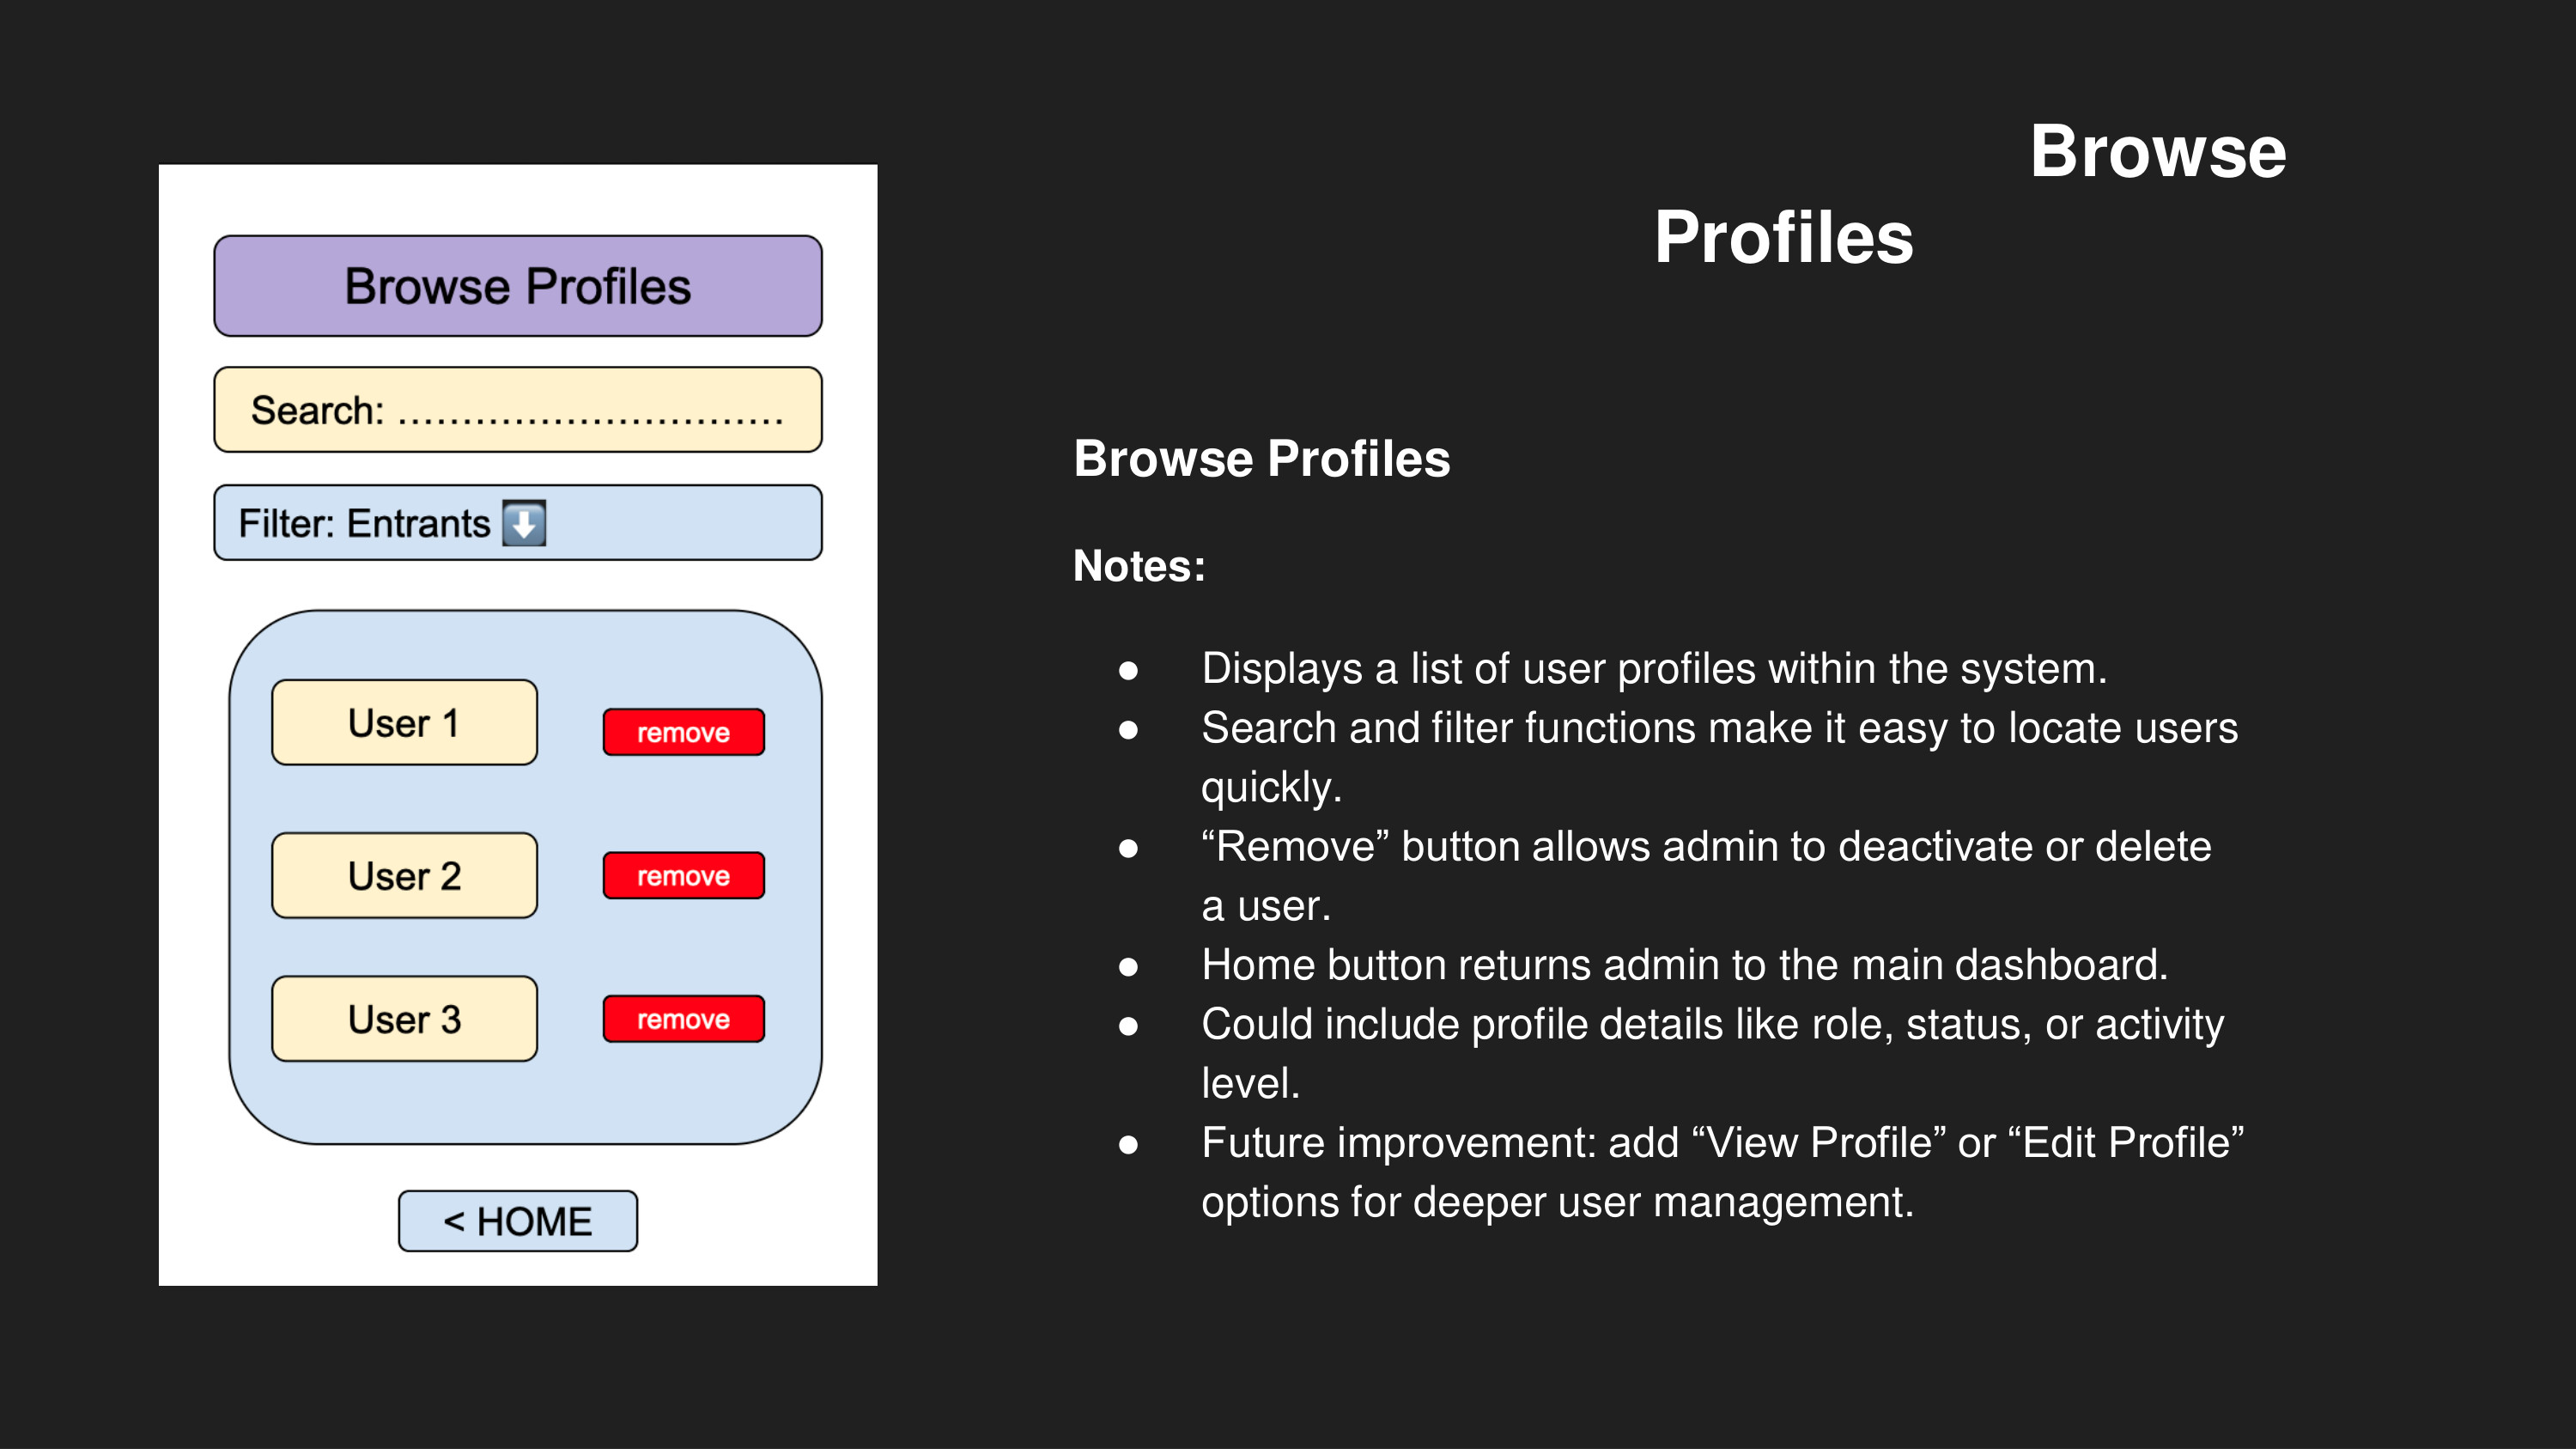 Browse
Profiles
Browse Profiles
Search: ..............................
Filter: Entrants ⬇️
User 1
remove
User 2
remove
User 3
remove
< HOME
Browse Profiles
Notes:
● Displays a list of user profiles within the system.
● Search and filter functions make it easy to locate users
quickly.
● “Remove” button allows admin to deactivate or delete
a user.
● Home button returns admin to the main dashboard.
● Could include profile details like role, status, or activity
level.
● Future improvement: add “View Profile” or “Edit Profile”
options for deeper user management.